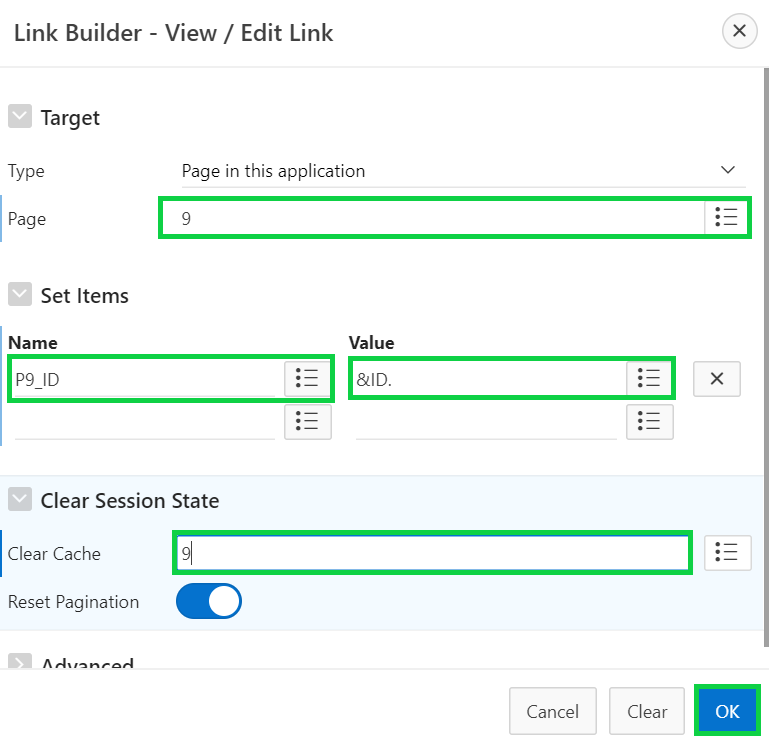 Link Builder - View / Edit Link
Target
Type Page in this application
Page 9
Set Items
Name Value
P9_ID &ID.
Clear Session State
Clear Cache 9
Reset Pagination
Advanced
Cancel Clear OK